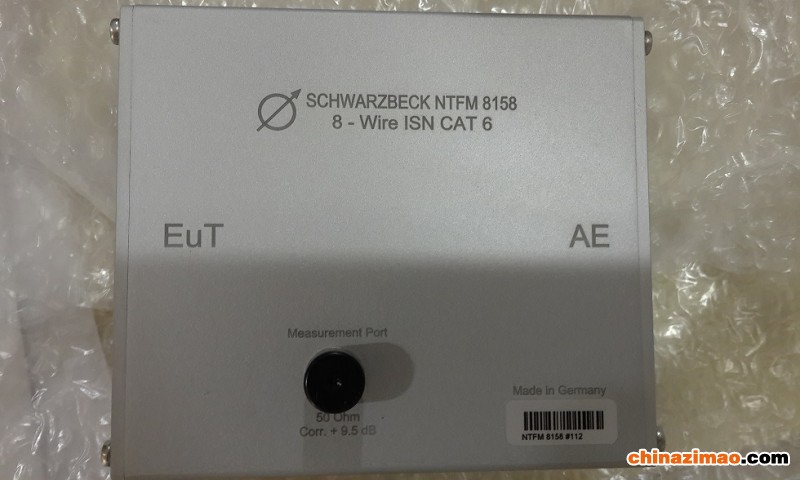 SCHWARZBECK NTFM 8158
8 - Wire ISN CAT 6
EuT
AE
Measurement Port
50 Ohm
Corr. + 9.5 dB
Made in Germany
NTFM 8158 #112
chinazimao.com